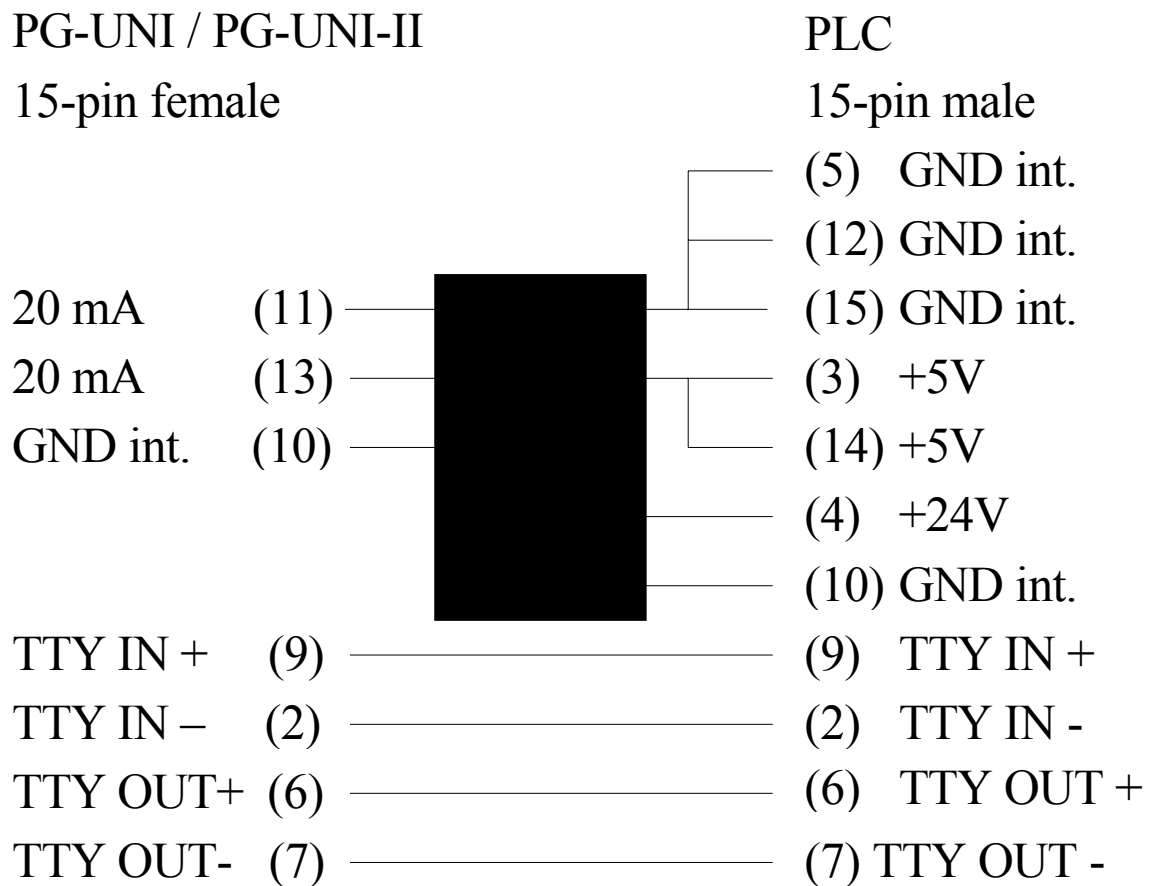 PG-UNI / PG-UNI-II PLC
15-pin female 15-pin male
(5) GND int.
(12) GND int.
20 mA (11) (15) GND int.
20 mA (13) (3) +5V
GND int. (10) (14) +5V
(4) +24V
(10) GND int.
TTY IN + (9) (9) TTY IN +
TTY IN – (2) (2) TTY IN -
TTY OUT+ (6) (6) TTY OUT +
TTY OUT- (7) (7) TTY OUT -